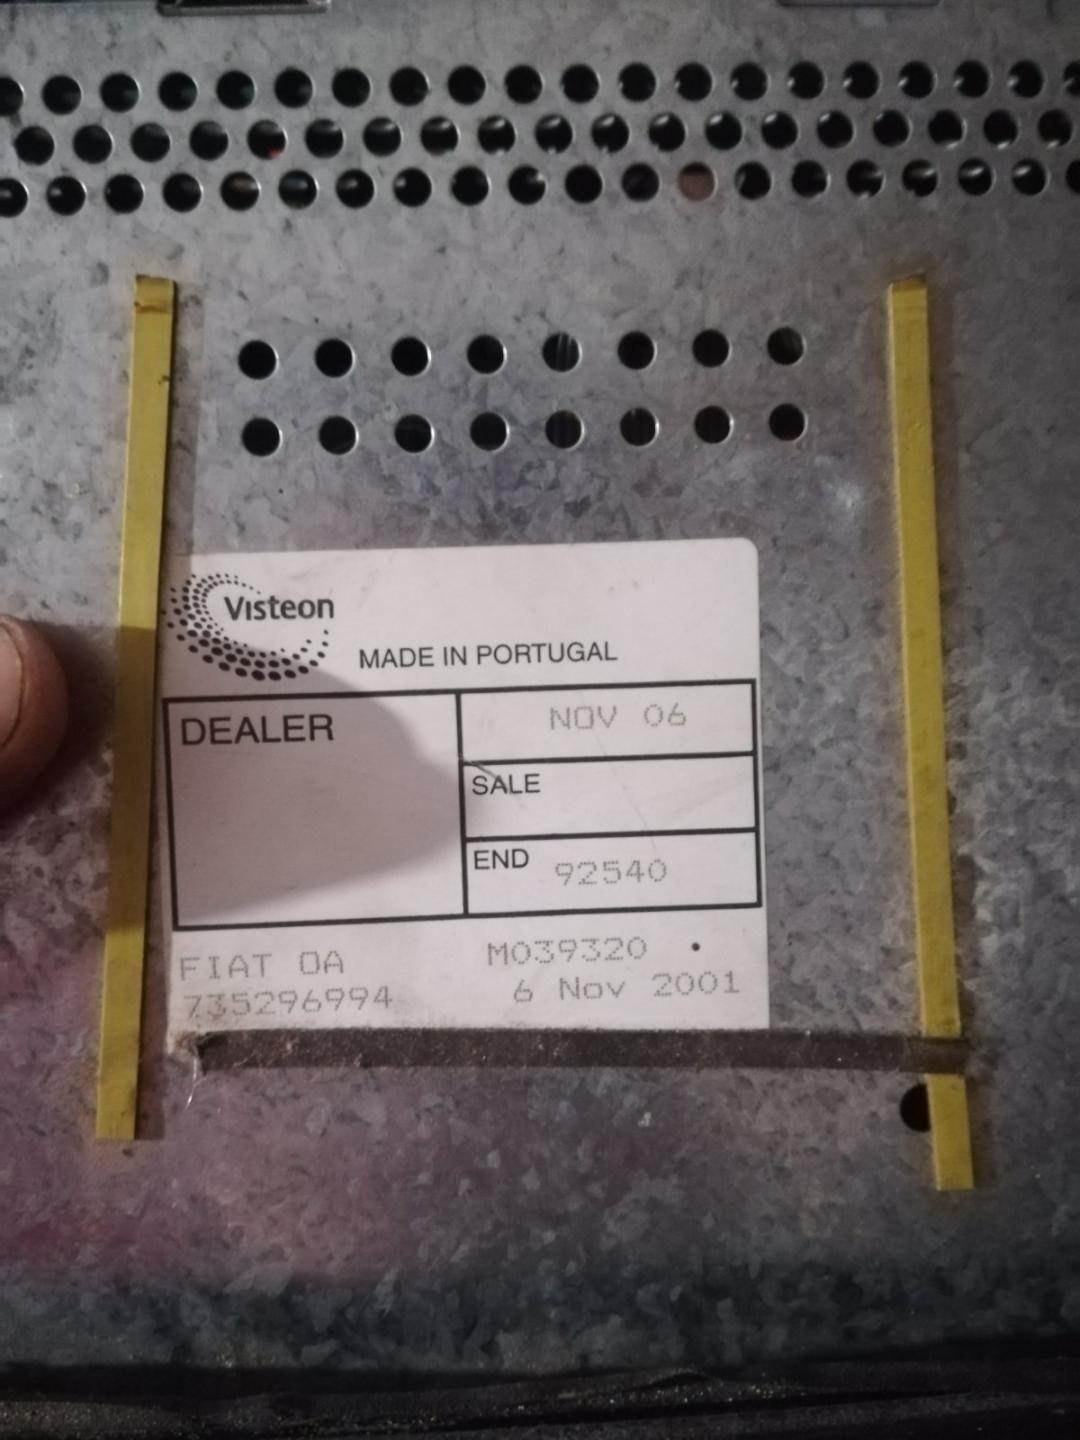 Visteon
MADE IN PORTUGAL
DEALER
NOV 06
SALE
END 92540
FIAT OA M039320
735296994 6 Nov 2001